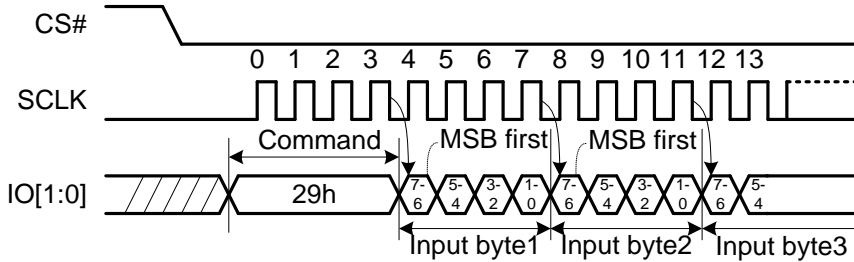 CS#
0 1 2 3 4 5 6 7 8 9 10 11 12 13
SCLK
Command MSB first MSB first
IO[1:0] 29h 7-6 5-4 3-2 1-0 7-6 5-4 3-2 1-0 7-6 5-4
Input byte1 Input byte2 Input byte3